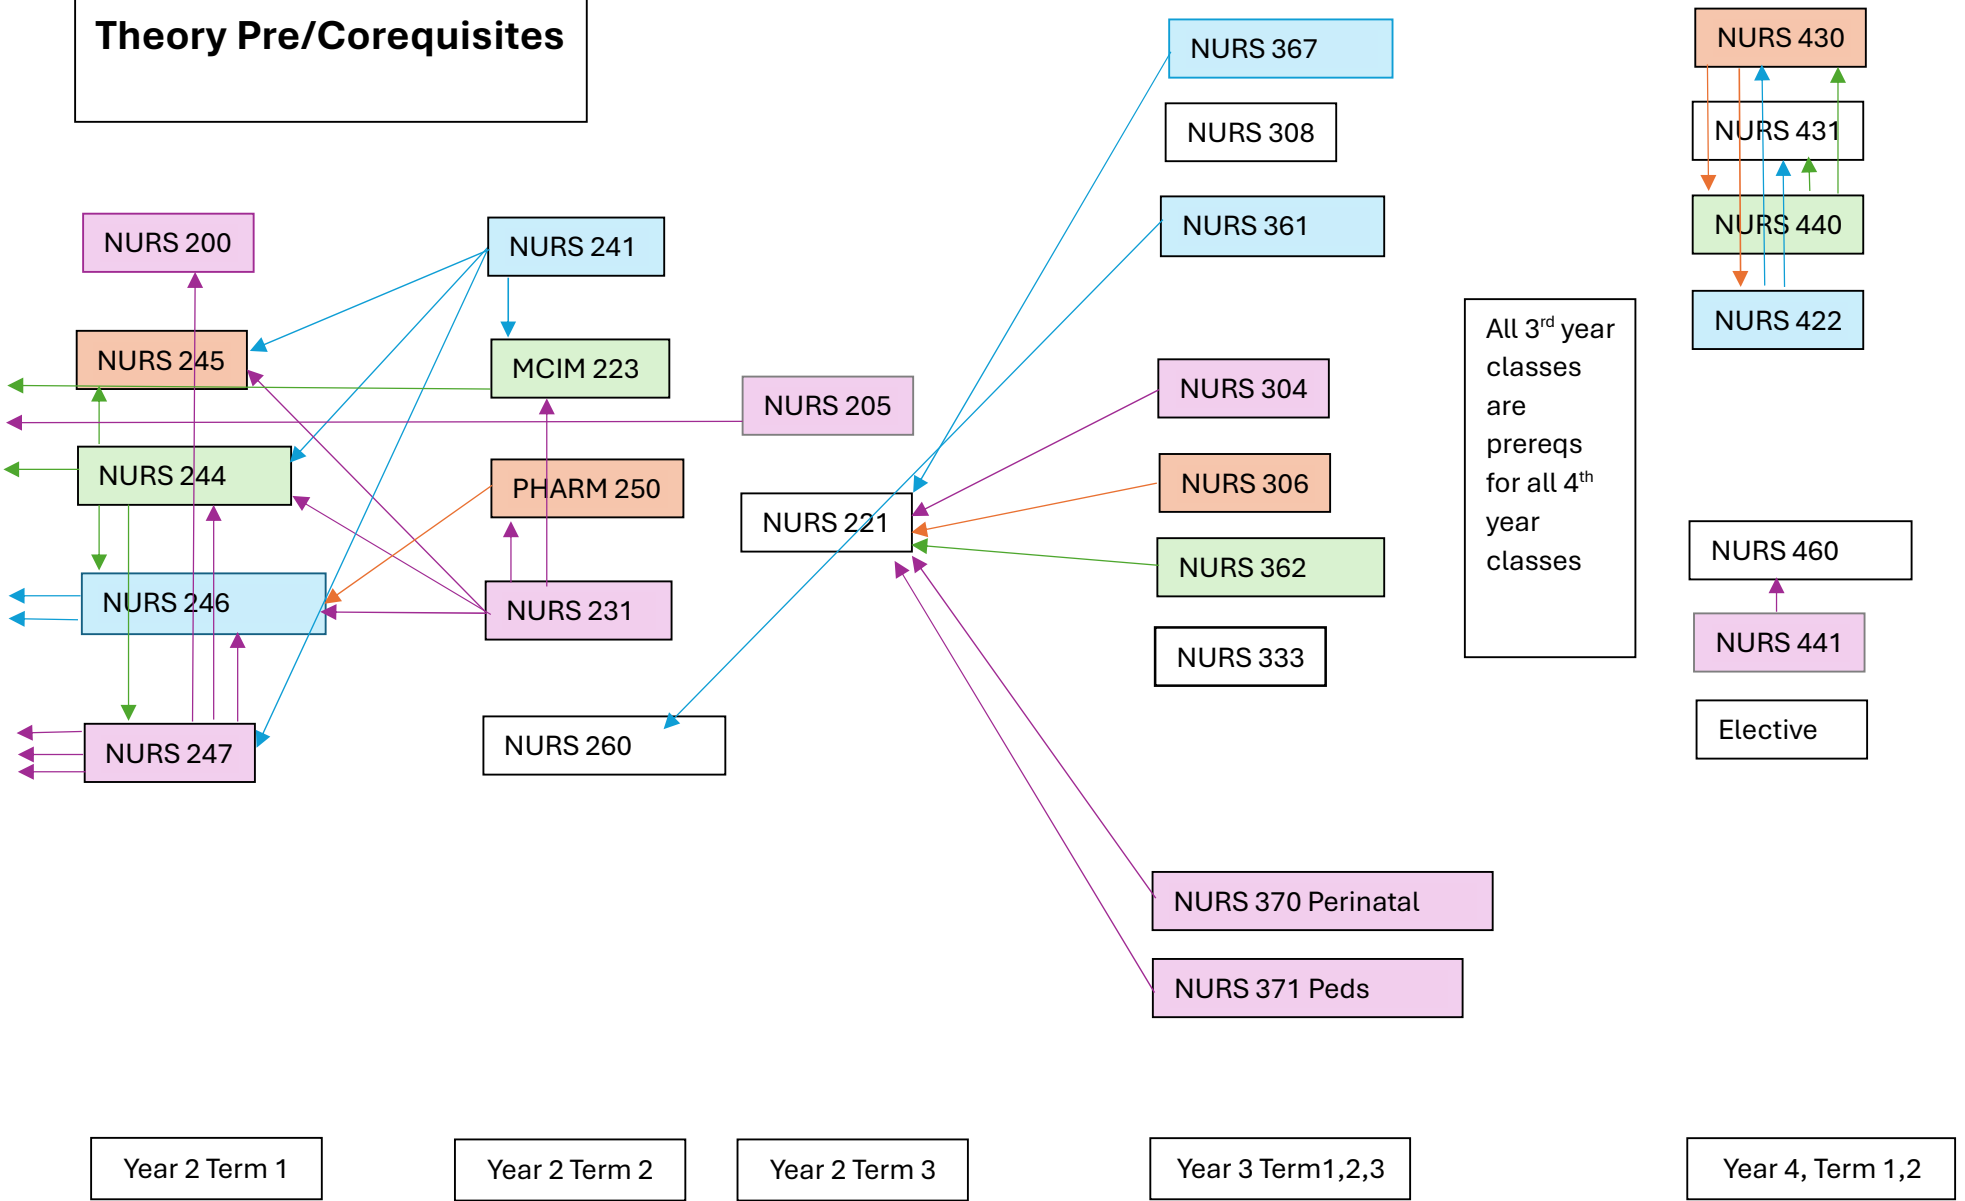 Theory Pre/Corequisites
NURS 200
NURS 245
NURS 244
NURS 246
NURS 247
NURS 241
MCIM 223
PHARM 250
NURS 231
NURS 260
NURS 205
NURS 221
NURS 367
NURS 308
NURS 361
NURS 304
NURS 306
NURS 362
NURS 333
NURS 370 Perinatal
NURS 371 Peds
All 3rd year
classes
are
prereqs
for all 4th
year
classes
NURS 430
NURS 431
NURS 440
NURS 422
NURS 460
NURS 441
Elective
Year 2 Term 1
Year 2 Term 2
Year 2 Term 3
Year 3 Term1,2,3
Year 4, Term 1,2